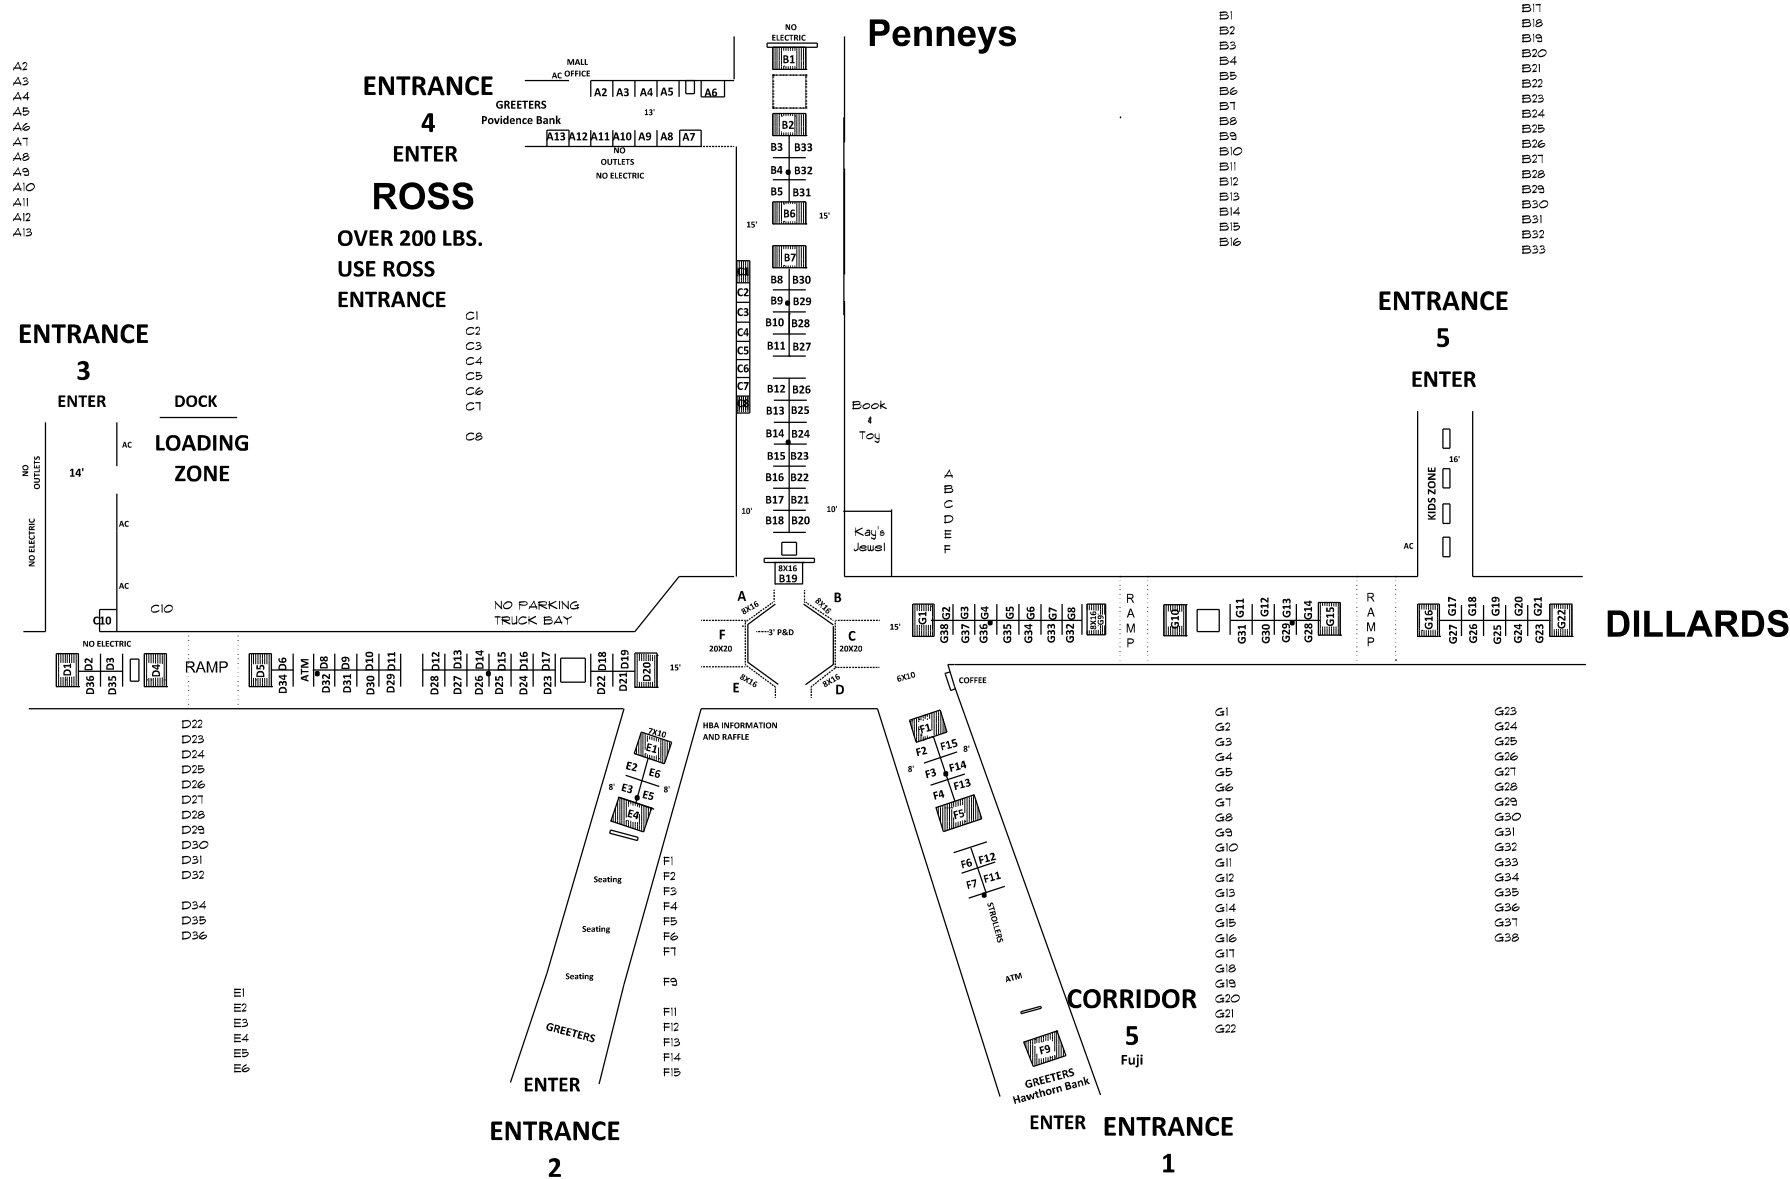 Penneys
NO
ELECTRIC
B1
B2
B3 B33
B4 B32
B5 B31
B6
15'
15'
B7
B8 B30
B9 B29
B10 B28
B11 B27
B12 B26
B13 B25
B14 B24
B15 B23
B16 B22
B17 B21
B18 B20
10'
10'
8X16
B19
C1
C2
C3
C4
C5
C6
C7
C8
A2
A3
A4
A5
A6
A7
A8
A9
A10
A11
A12
A13
ENTRANCE
4
ENTER
ROSS
OVER 200 LBS.
USE ROSS
ENTRANCE
MALL
OFFICE
AC
A2 A3 A4 A5 A6
GREETERS
Povidence Bank
13'
A13 A12 A11 A10 A9 A8 A7
NO
OUTLETS
NO ELECTRIC
B1
B2
B3
B4
B5
B6
B7
B8
B9
B10
B11
B12
B13
B14
B15
B16
B17
B18
B19
B20
B21
B22
B23
B24
B25
B26
B27
B28
B29
B30
B31
B32
B33
C1
C2
C3
C4
C5
C6
C7
C8
ENTRANCE
3
ENTER
DOCK
LOADING
ZONE
NO
OUTLETS
14'
AC
AC
AC
NO ELECTRIC
C10
C10
NO ELECTRIC
NO PARKING
TRUCK BAY
Book
4
Toy
Kay's
Jewel
A
B
C
D
E
F
ENTRANCE
5
ENTER
16'
KIDS ZONE
AC
DILLARDS
A
8X16
B
8X16
F
20X20
3' P&D
C
20X20
E
8X16
D
8X16
15'
15'
6X10
COFFEE
D1 D2 D3 D4
D36 D35
RAMP
D5 D6 ATM D8 D9 D10 D11
D34 D32 D31 D30 D29
D12 D13 D14 D15 D16 D17 D18 D19 D20
D28 D27 D26 D25 D24 D23 D22 D21
G1 G2 G3 G4 G5 G6 G7 G8 8X16 G9
G38 G37 G36 G35 G34 G33 G32
RAMP
G10 G11 G12 G13 G14 G15
G31 G30 G29 G28
RAMP
G16 G17 G18 G19 G20 G21 G22
G27 G26 G25 G24 G23
HBA INFORMATION
AND RAFFLE
7X10
E1
E2 E6
E3 E5
8'
8'
E4
Seating
Seating
Seating
GREETERS
ENTER
ENTRANCE
2
F1
F2 F15
8'
8'
F3 F14
F4 F13
F5
F6 F12
F7 F11
STROLLERS
ATM
F9
GREETERS
Hawthorn Bank
CORRIDOR
5
Fuji
ENTER
ENTRANCE
1
D22
D23
D24
D25
D26
D27
D28
D29
D30
D31
D32
D34
D35
D36
E1
E2
E3
E4
E5
E6
F1
F2
F3
F4
F5
F6
F7
F9
F11
F12
F13
F14
F15
G1
G2
G3
G4
G5
G6
G7
G8
G9
G10
G11
G12
G13
G14
G15
G16
G17
G18
G19
G20
G21
G22
G23
G24
G25
G26
G27
G28
G29
G30
G31
G32
G33
G34
G35
G36
G37
G38